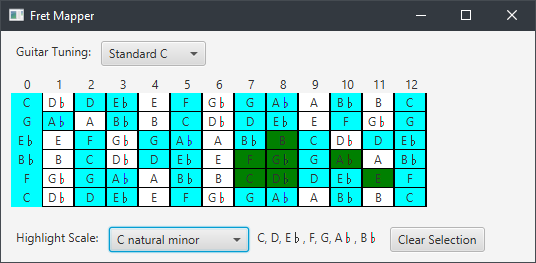 Fret Mapper
Guitar Tuning: Standard C
0 1 2 3 4 5 6 7 8 9 10 11 12
C D♭ D E♭ E F G♭ G A♭ A B♭ B C
G A♭ A B♭ B C D♭ D E♭ E F G♭ G
E♭ E F G♭ G A♭ A B♭ B C D♭ D E♭
B♭ B C D♭ D E♭ E F G♭ G A♭ A B♭
F G♭ G A♭ A B♭ B C D♭ D E♭ E F
C D♭ D E♭ E F G♭ G A♭ A B♭ B C
Highlight Scale: C natural minor C, D, E♭, F, G, A♭, B♭ Clear Selection